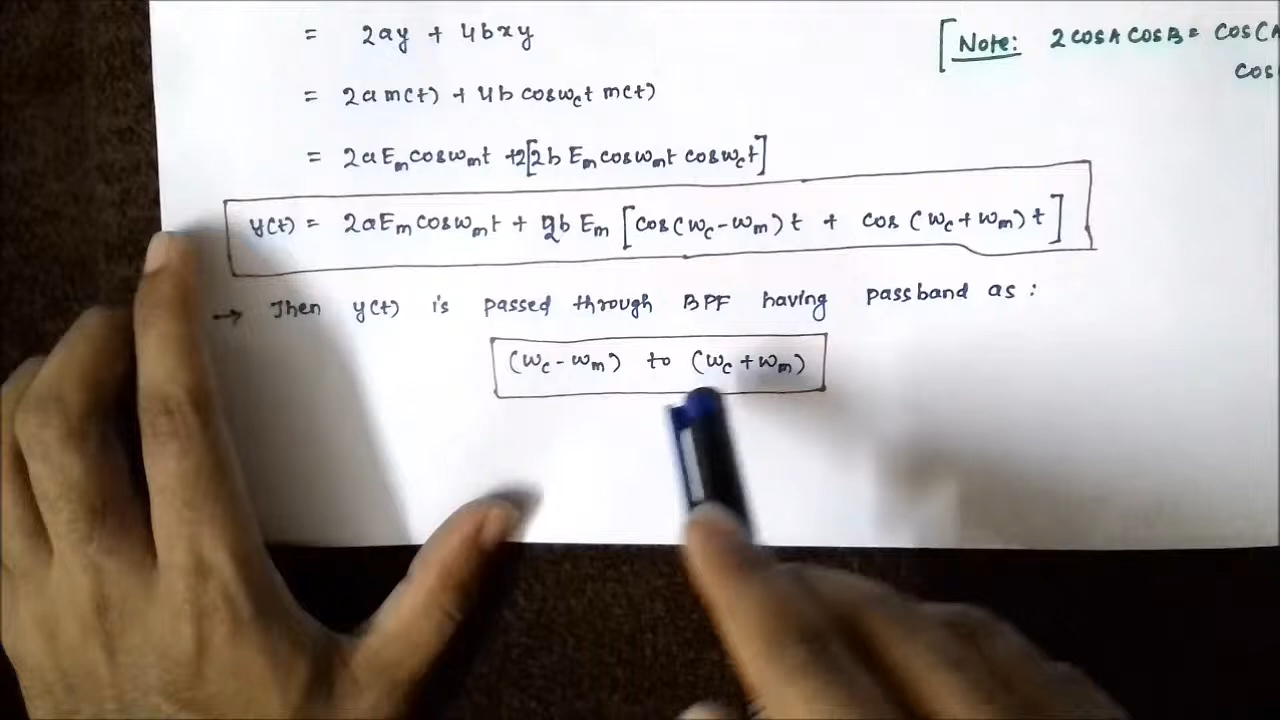 = 2ay + 4bxy
[Note: 2cosA cosB = cos(A
cos
= 2a m(t) + 4b cosω_ct m(t)
= 2aE_m cosω_mt +2[2b E_m cosω_mt cosω_ct]
y(t) = 2aE_m cosω_mt + 2b E_m [cos(ω_c-ω_m)t + cos(ω_c+ω_m)t]
→ Then y(t) is passed through BPF having passband as :
(ω_c-ω_m) to (ω_c+ω_m)